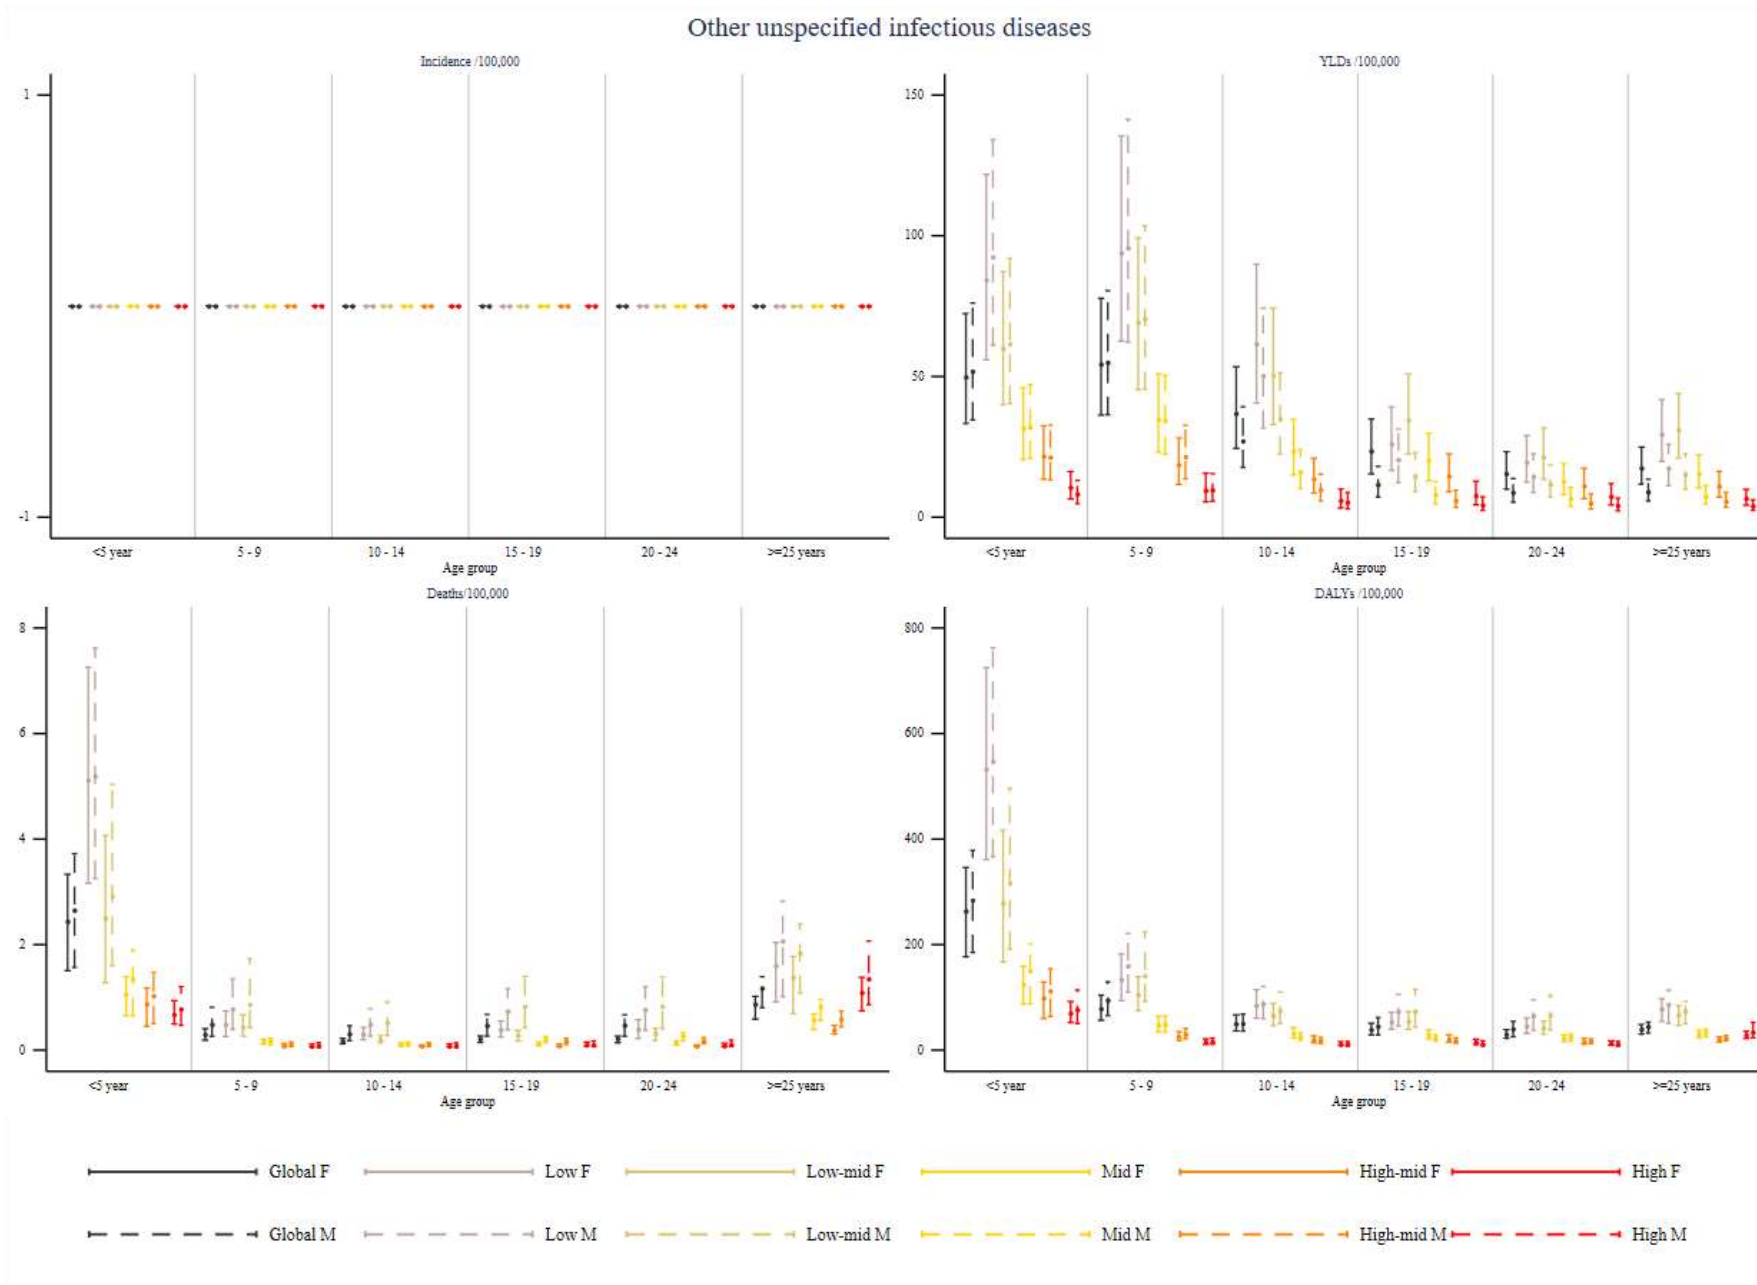 Other unspecified infectious diseases
Incidence /100,000
1
-1
<5 year 5 - 9 10 - 14 15 - 19 20 - 24 >=25 years
Age group
YLDs /100,000
150
100
50
0
<5 year 5 - 9 10 - 14 15 - 19 20 - 24 >=25 years
Age group
Deaths/100,000
8
6
4
2
0
<5 year 5 - 9 10 - 14 15 - 19 20 - 24 >=25 years
Age group
DALYs /100,000
800
600
400
200
0
<5 year 5 - 9 10 - 14 15 - 19 20 - 24 >=25 years
Age group
Global F Low F Low-mid F Mid F High-mid F High F
Global M Low M Low-mid M Mid M High-mid M High M